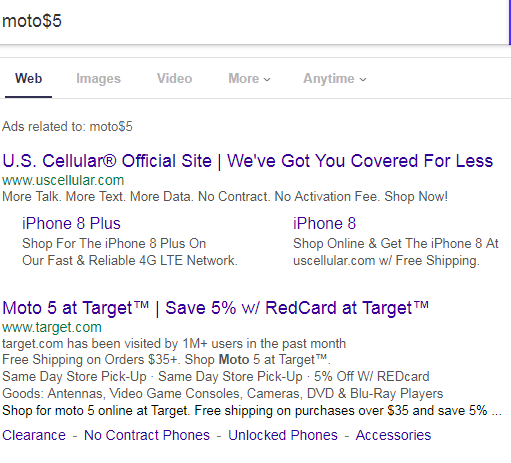 moto$5
Web Images Video More Anytime
Ads related to: moto$5
U.S. Cellular® Official Site | We've Got You Covered For Less
www.uscellular.com
More Talk. More Text. More Data. No Contract. No Activation Fee. Shop Now!
iPhone 8 Plus
Shop For The iPhone 8 Plus On
Our Fast & Reliable 4G LTE Network.
iPhone 8
Shop Online & Get The iPhone 8 At
uscellular.com w/ Free Shipping.
Moto 5 at Target™ | Save 5% w/ RedCard at Target™
www.target.com
target.com has been visited by 1M+ users in the past month
Free Shipping on Orders $35+. Shop Moto 5 at Target™.
Same Day Store Pick-Up · Same Day Store Pick-Up · 5% Off W/ REDcard
Goods: Antennas, Video Game Consoles, Cameras, DVD & Blu-Ray Players
Shop for moto 5 online at Target. Free shipping on purchases over $35 and save 5% ...
Clearance - No Contract Phones - Unlocked Phones - Accessories